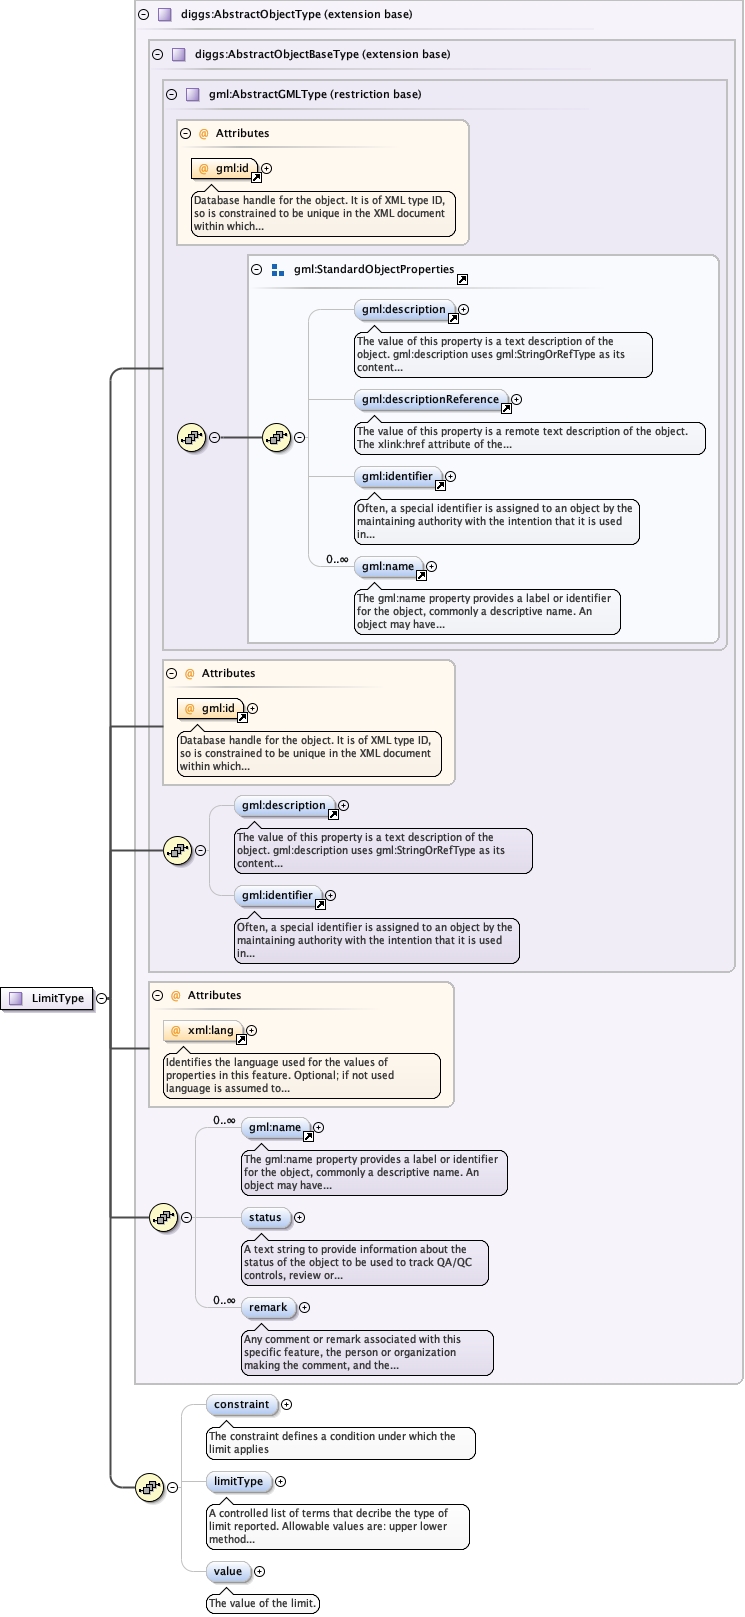 diggs:AbstractObjectType (extension base)
diggs:AbstractObjectBaseType (extension base)
gml:AbstractGMLType (restriction base)
@ Attributes
@ gml:id
Database handle for the object. It is of XML type ID,
so is constrained to be unique in the XML document
within which...
gml:StandardObjectProperties
gml:description
The value of this property is a text description of the
object. gml:description uses gml:StringOrRefType as its
content...
gml:descriptionReference
The value of this property is a remote text description of the object.
The xlink:href attribute of the...
gml:identifier
Often, a special identifier is assigned to an object by the
maintaining authority with the intention that it is used
in...
0..∞
gml:name
The gml:name property provides a label or identifier
for the object, commonly a descriptive name. An
object may have...
@ Attributes
@ gml:id
Database handle for the object. It is of XML type ID,
so is constrained to be unique in the XML document
within which...
gml:description
The value of this property is a text description of the
object. gml:description uses gml:StringOrRefType as its
content...
gml:identifier
Often, a special identifier is assigned to an object by the
maintaining authority with the intention that it is used
in...
LimitType
@ Attributes
@ xml:lang
Identifies the language used for the values of
properties in this feature. Optional; if not used
language is assumed to...
0..∞
gml:name
The gml:name property provides a label or identifier
for the object, commonly a descriptive name. An
object may have...
status
A text string to provide information about the
status of the object to be used to track QA/QC
controls, review or...
0..∞
remark
Any comment or remark associated with this
specific feature, the person or organization
making the comment, and the...
constraint
The constraint defines a condition under which the
limit applies
limitType
A controlled list of terms that decribe the type of
limit reported. Allowable values are: upper lower
method...
value
The value of the limit.